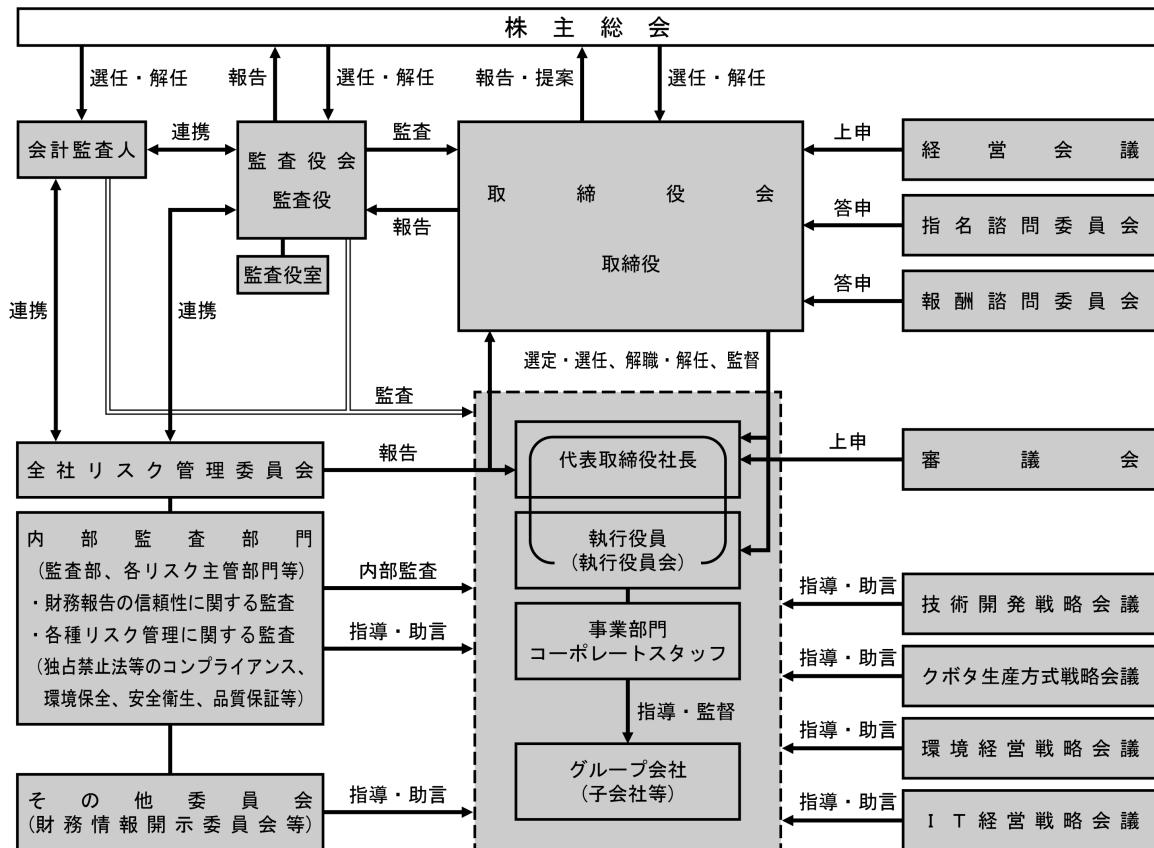 株主総会
選任・解任
報告
選任・解任
報告・提案
選任・解任
会計監査人
連携
監査役会
監査役
監査
報告
監査役室
取締役会
取締役
上申
経営会議
答申
指名諮問委員会
答申
報酬諮問委員会
連携
連携
選定・選任、解職・解任、監督
監査
全社リスク管理委員会
報告
代表取締役社長
上申
審議会
執行役員
(執行役員会)
内部監査部門
(監査部、各リスク主管部門等)
・財務報告の信頼性に関する監査
・各種リスク管理に関する監査
(独占禁止法等のコンプライアンス、
環境保全、安全衛生、品質保証等)
内部監査
指導・助言
事業部門
コーポレートスタッフ
指導・監督
グループ会社
(子会社等)
指導・助言
技術開発戦略会議
指導・助言
クボタ生産方式戦略会議
指導・助言
環境経営戦略会議
指導・助言
IT経営戦略会議
その他委員会
(財務情報開示委員会等)
指導・助言